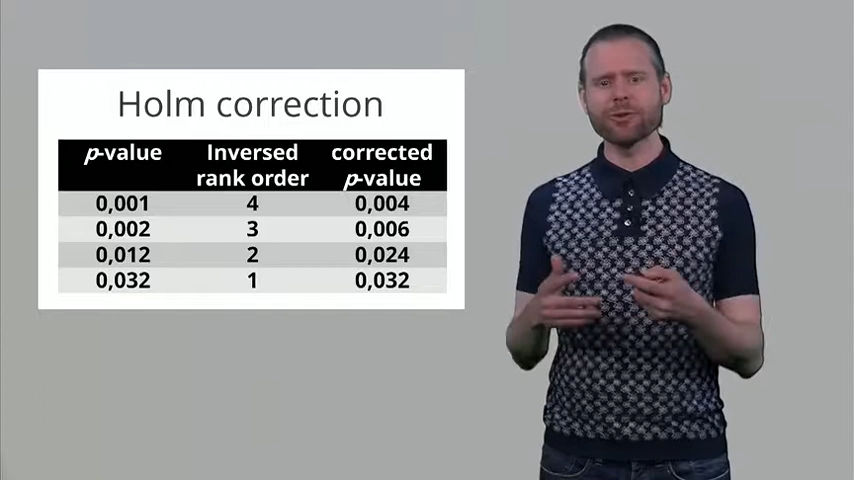 Holm correction
p-value Inversed rank order corrected p-value
0,001 4 0,004
0,002 3 0,006
0,012 2 0,024
0,032 1 0,032